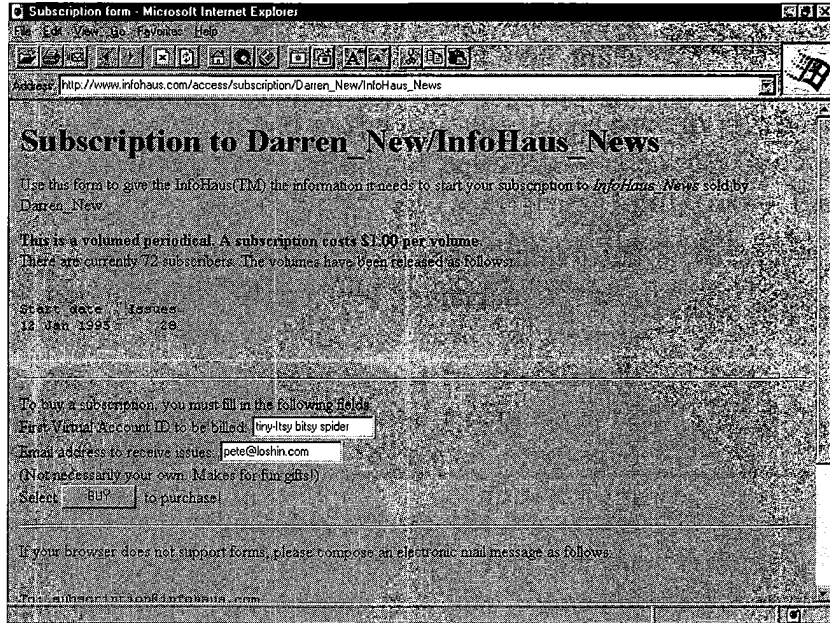 Subscription form - Microsoft Internet Explorer
File Edit View Go Favorites Help
Address: http://www.infohaus.com/access/subscription/Darren_New/InfoHaus_News
Subscription to Darren_New/InfoHaus_News
Use this form to give the InfoHaus(TM) the information it needs to start your subscription to InfoHaus_News sold by
Darren_New
This is a volumed periodical. A subscription costs $1.00 per volume.
There are currently 72 subscribers. The volumes have been released as follows:
Start date Issues
12 Jan 1995 28
To buy a subscription, you must fill in the following fields
First Virtual Account ID to be billed: tiny-Itsy bitsy spider
Email address to receive issues: pete@loshin.com
(Not necessarily your own. Makes for fun gifts!)
Select BUY to purchase!
If your browser does not support forms, please compose an electronic mail message as follows:
To: subscription@infohaus.com